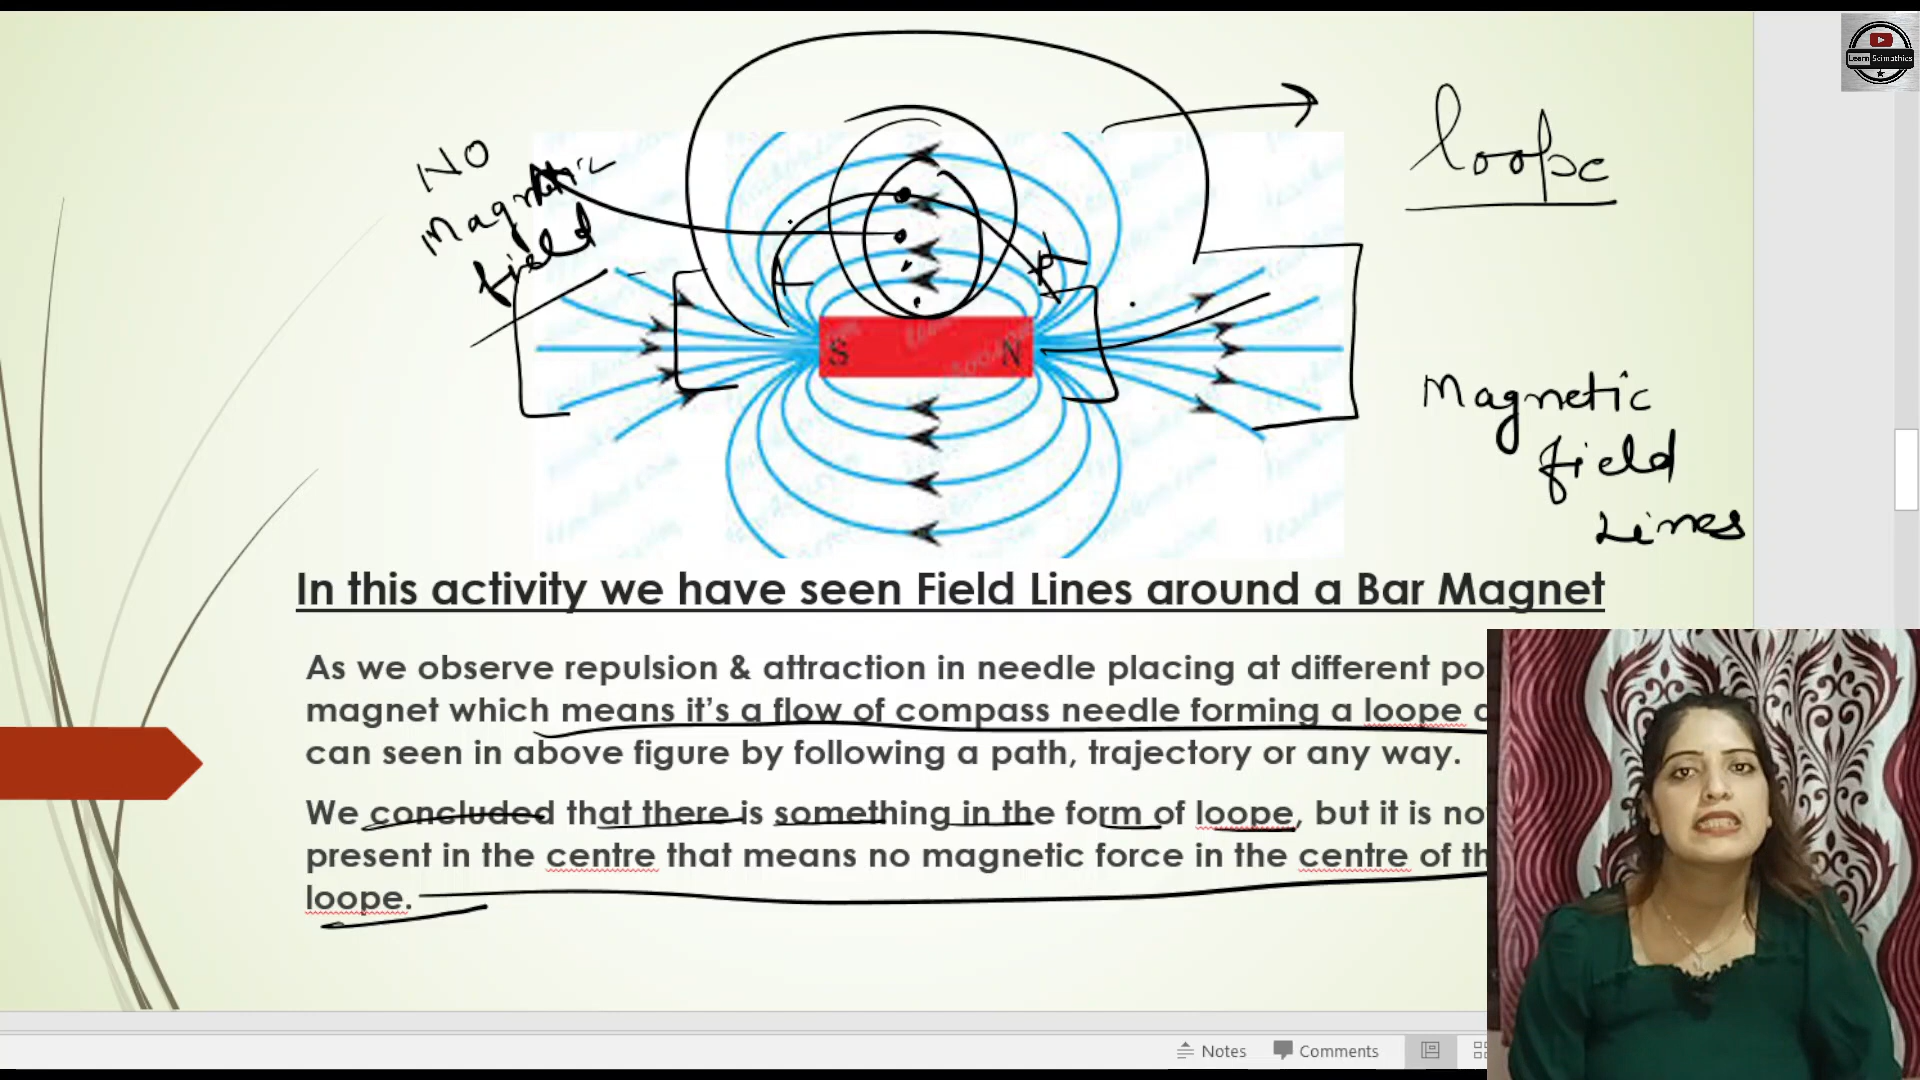 Learn Scimathics
loope
NO
Magnetic
field
S N
Magnetic
field
Lines
In this activity we have seen Field Lines around a Bar Magnet
As we observe repulsion & attraction in needle placing at different po
magnet which means it's a flow of compass needle forming a loope
can seen in above figure by following a path, trajectory or any way.
We concluded that there is something in the form of loope, but it is no
present in the centre that means no magnetic force in the centre of th
loope.
Notes Comments